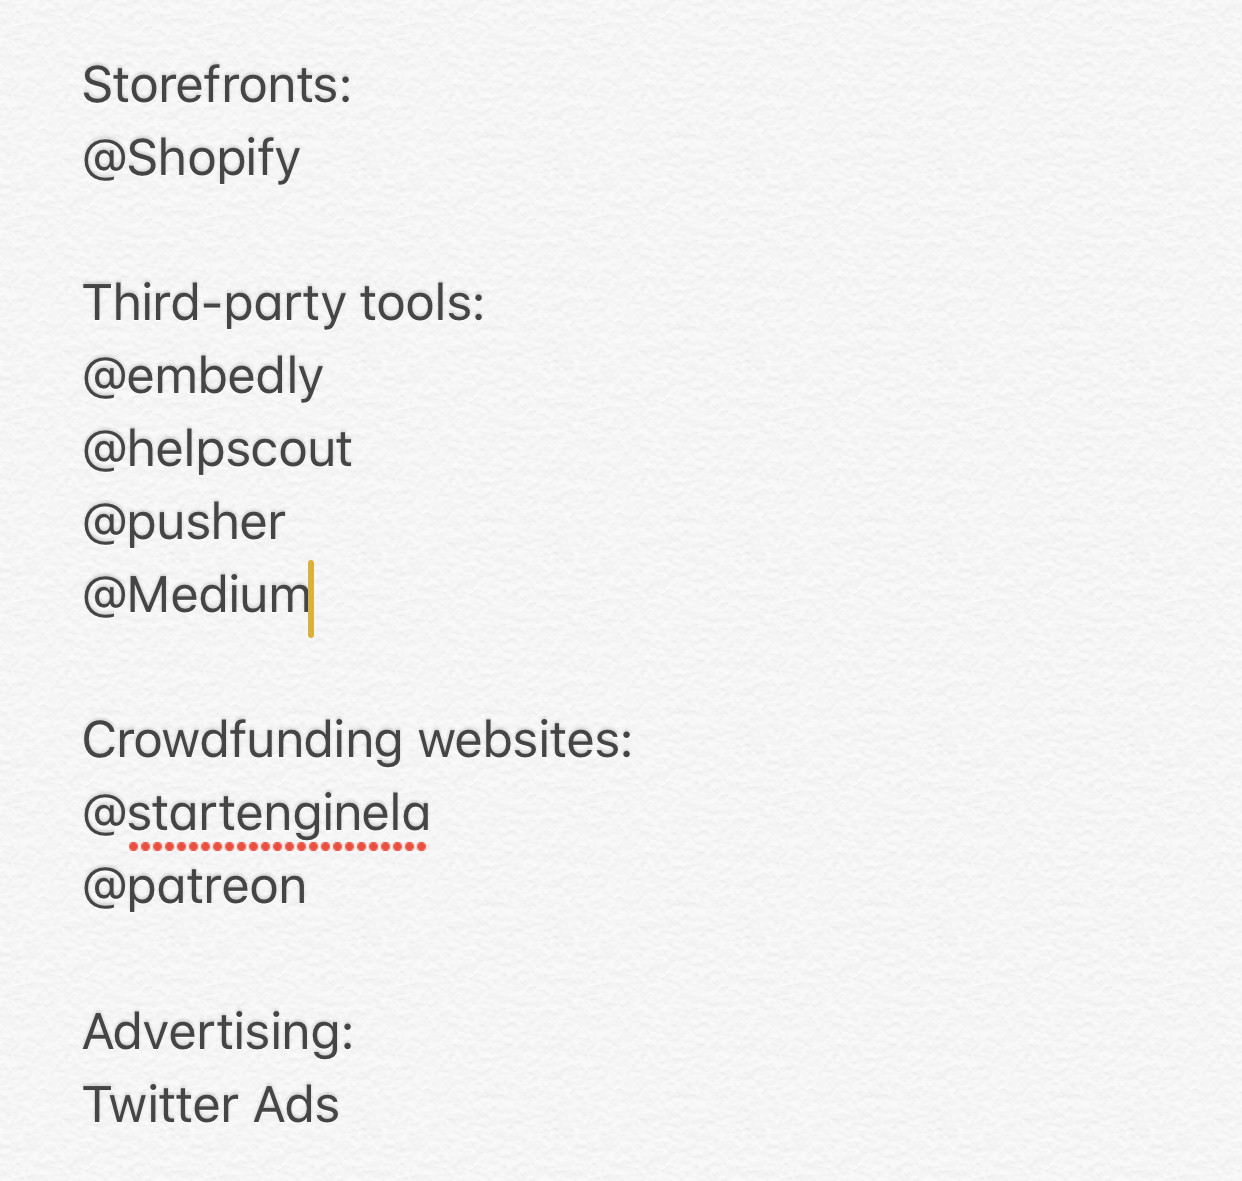 Storefronts:
@Shopify
Third-party tools:
@embedly
@helpscout
@pusher
@Medium
Crowdfunding websites:
@startenginela
@patreon
Advertising:
Twitter Ads